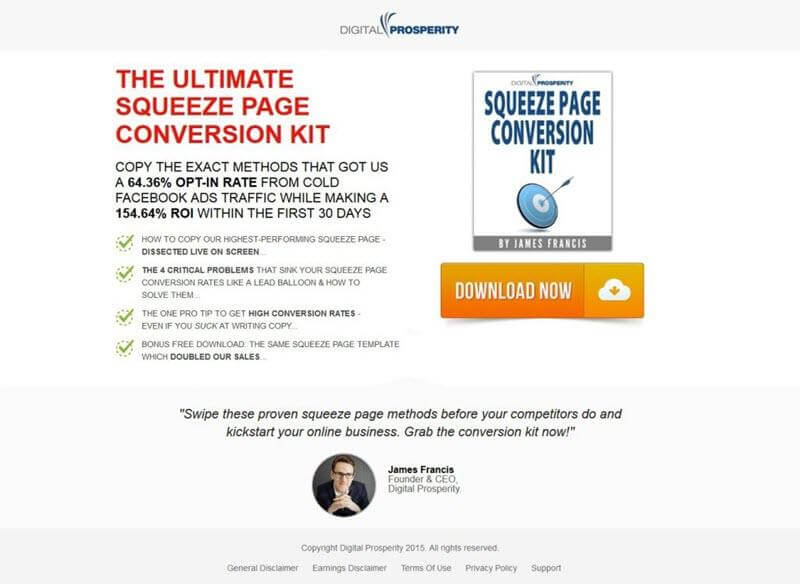 DIGITAL PROSPERITY
THE ULTIMATE
SQUEEZE PAGE
CONVERSION KIT
COPY THE EXACT METHODS THAT GOT US
A 64.36% OPT-IN RATE FROM COLD
FACEBOOK ADS TRAFFIC WHILE MAKING A
154.64% ROI WITHIN THE FIRST 30 DAYS
HOW TO COPY OUR HIGHEST-PERFORMING SQUEEZE PAGE -
DISSECTED LIVE ON SCREEN...
THE 4 CRITICAL PROBLEMS THAT SINK YOUR SQUEEZE PAGE
CONVERSION RATES LIKE A LEAD BALLOON & HOW TO
SOLVE THEM...
THE ONE PRO TIP TO GET HIGH CONVERSION RATES -
EVEN IF YOU SUCK AT WRITING COPY...
BONUS FREE DOWNLOAD: THE SAME SQUEEZE PAGE TEMPLATE
WHICH DOUBLED OUR SALES...
DIGITAL PROSPERITY
SQUEEZE PAGE
CONVERSION
KIT
BY JAMES FRANCIS
DOWNLOAD NOW
"Swipe these proven squeeze page methods before your competitors do and
kickstart your online business. Grab the conversion kit now!"
James Francis
Founder & CEO,
Digital Prosperity
Copyright Digital Prosperity 2015. All rights reserved.
General Disclaimer Earnings Disclaimer Terms Of Use Privacy Policy Support